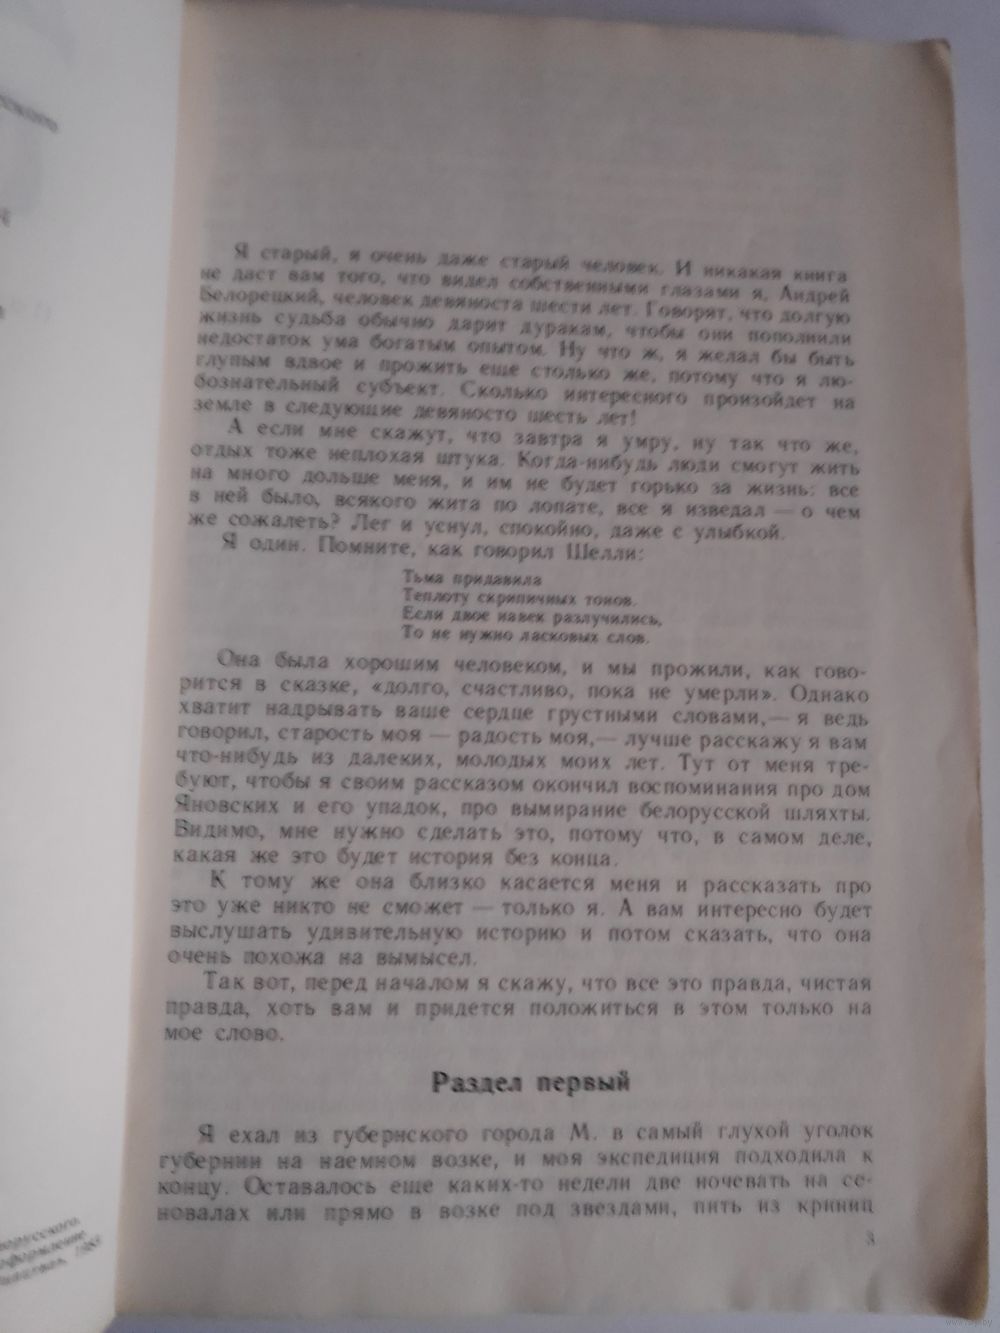 Я старый, я очень даже старый человек. И никакая книга
не даст вам того, что видел собственными глазами я, Андрей
Белорецкий, человек девяноста шести лет. Говорят, что долгую
жизнь судьба обычно дарит дуракам, чтобы они пополнили
недостаток ума богатым опытом. Ну что ж, я желал бы быть
глупым вдвое и прожить еще столько же, потому что я лю-
бознательный субъект. Сколько интересного произойдет на
земле в следующие девяносто шесть лет!
А если мне скажут, что завтра я умру, ну так что же,
отдых тоже неплохая штука. Когда-нибудь люди смогут жить
на много дольше меня, и им не будет горько за жизнь: все
в ней было, всякого жита по лопате, все я изведал — о чем
же сожалеть? Лег и уснул, спокойно, даже с улыбкой.
Я один. Помните, как говорил Шелли:
Тьма придавила
Теплоту скрипичных тонов.
Если двое навек разлучились,
То не нужно ласковых слов.
Она была хорошим человеком, и мы прожили, как гово-
рится в сказке, «долго, счастливо, пока не умерли». Однако
хватит надрывать ваше сердце грустными словами,— я ведь
говорил, старость моя — радость моя,— лучше расскажу я вам
что-нибудь из далеких, молодых моих лет. Тут от меня тре-
буют, чтобы я своим рассказом окончил воспоминания про дом
Яновских и его упадок, про вымирание белорусской шляхты.
Видимо, мне нужно сделать это, потому что, в самом деле,
какая же это будет история без конца.
К тому же она близко касается меня и рассказать про
это уже никто не сможет — только я. А вам интересно будет
выслушать удивительную историю и потом сказать, что она
очень похожа на вымысел.
Так вот, перед началом я скажу, что все это правда, чистая
правда, хоть вам и придется положиться в этом только на
мое слово.
Раздел первый
Я ехал из губернского города М. в самый глухой уголок
губернии на наемном возке, и моя экспедиция подходила к
концу. Оставалось еще каких-то недели две ночевать на се-
новалах или прямо в возке под звездами, пить из криниц
3
оформление